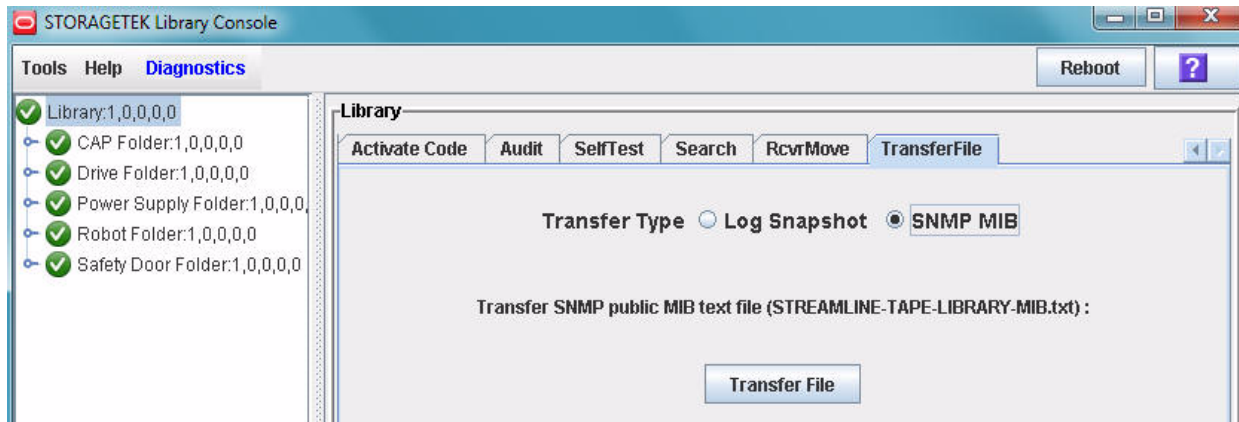 STORAGETEK Library Console
Tools Help Diagnostics
Reboot
?
Library:1,0,0,0,0
CAP Folder:1,0,0,0,0
Drive Folder:1,0,0,0,0
Power Supply Folder:1,0,0,0,
Robot Folder:1,0,0,0,0
Safety Door Folder:1,0,0,0,0
Library
Activate Code Audit SelfTest Search RcvrMove TransferFile
Transfer Type Log Snapshot SNMP MIB
Transfer SNMP public MIB text file (STREAMLINE-TAPE-LIBRARY-MIB.txt) :
Transfer File